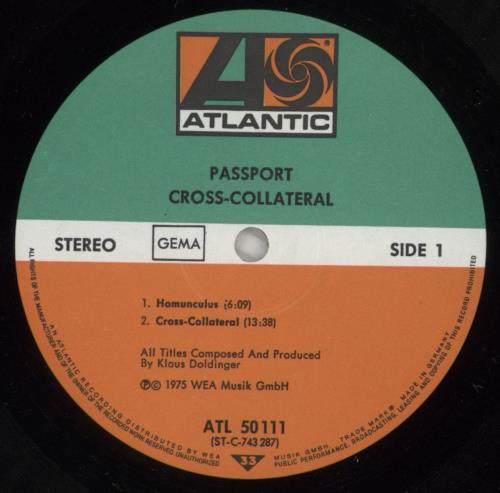 ATLANTIC
PASSPORT
CROSS-COLLATERAL
STEREO GEMA SIDE 1
1. Homunculus (6:09)
2. Cross-Collateral (13:38)
All Titles Composed And Produced
By Klaus Doldinger
℗© 1975 WEA Musik GmbH
ATL 50111
(ST-C-743 287)
33
ALL RIGHTS OF THE MANUFACTURER AND OF THE OWNER OF THE RECORDED WORK RESERVED UNAUTHORIZED PUBLIC PERFORMANCE, BROADCASTING, LEASING AND COPYING OF THIS RECORD PROHIBITED
AN ATLANTIC RECORDING DISTRIBUTED BY WEA MUSIK GMBH. TRADE MARK® MADE IN GERMANY